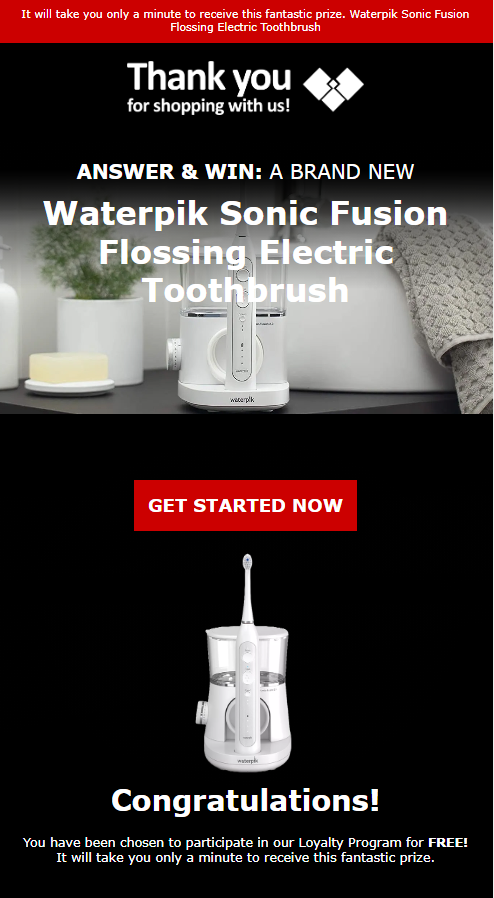 It will take you only a minute to receive this fantastic prize. Waterpik Sonic Fusion
Flossing Electric Toothbrush
Thank you
for shopping with us!
ANSWER & WIN: A BRAND NEW
Waterpik Sonic Fusion
Flossing Electric
Toothbrush
waterpik
GET STARTED NOW
waterpik
Congratulations!
You have been chosen to participate in our Loyalty Program for FREE!
It will take you only a minute to receive this fantastic prize.